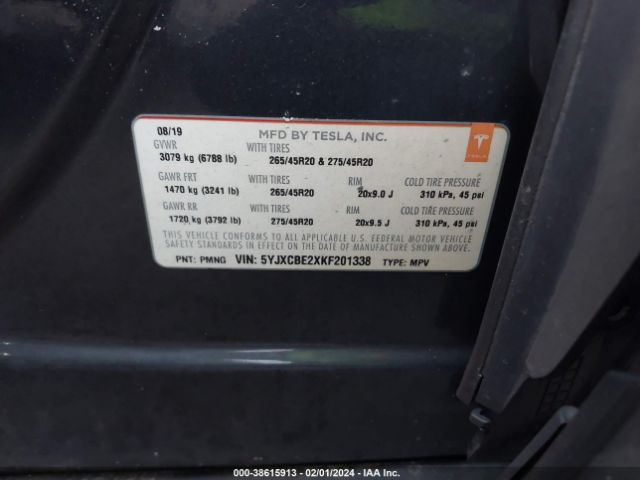 08/19 MFD BY TESLA, INC.
GVWR WITH TIRES
3079 kg (6788 lb) 265/45R20 & 275/45R20
TESLA
GAWR FRT WITH TIRES RIM COLD TIRE PRESSURE
1470 kg (3241 lb) 265/45R20 20x9.0 J 310 kPa, 45 psi
GAWR RR WITH TIRES RIM COLD TIRE PRESSURE
1720 kg (3792 lb) 275/45R20 20x9.5 J 310 kPa, 45 psi
THIS VEHICLE CONFORMS TO ALL APPLICABLE U.S. FEDERAL MOTOR VEHICLE
SAFETY STANDARDS IN EFFECT ON THE DATE OF MANUFACTURE SHOWN ABOVE.
PNT: PMNG VIN: 5YJXCBE2XKF201338 TYPE: MPV
0-38615913 - 02/01/2024 - IAAI.CA